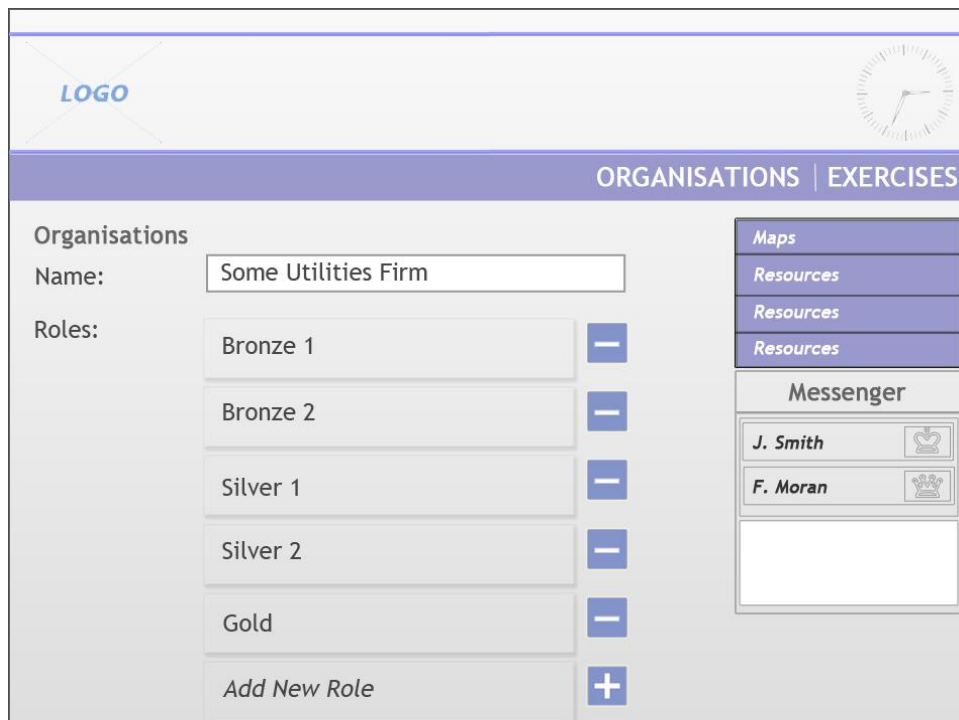 LOGO
ORGANISATIONS | EXERCISES
Organisations
Name:
Some Utilities Firm
Roles:
Bronze 1
Bronze 2
Silver 1
Silver 2
Gold
Add New Role
Maps
Resources
Resources
Resources
Messenger
J. Smith
F. Moran